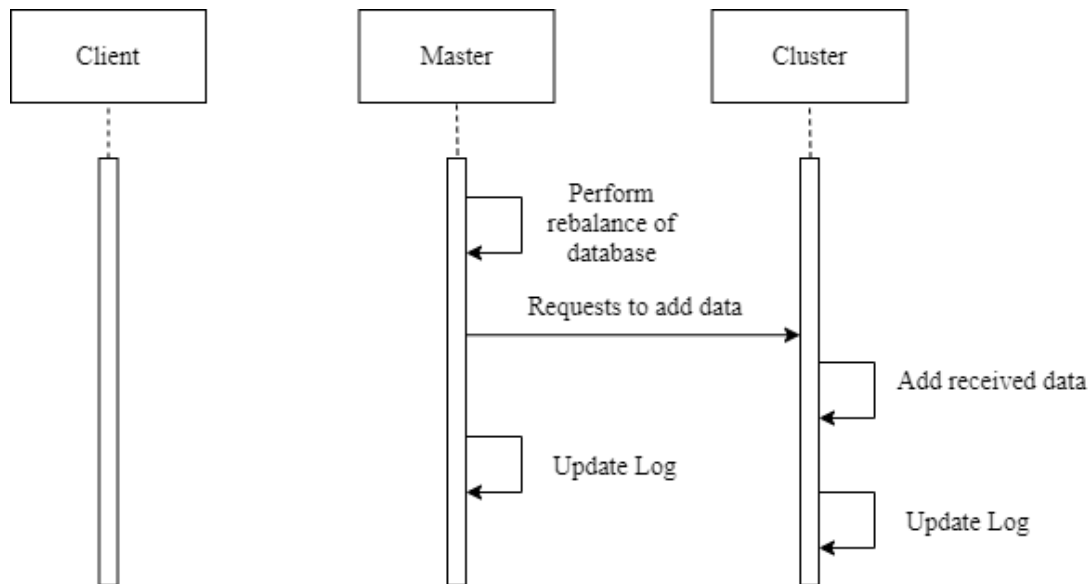 Client
Master
Cluster
Perform
rebalance of
database
Requests to add data
Add received data
Update Log
Update Log